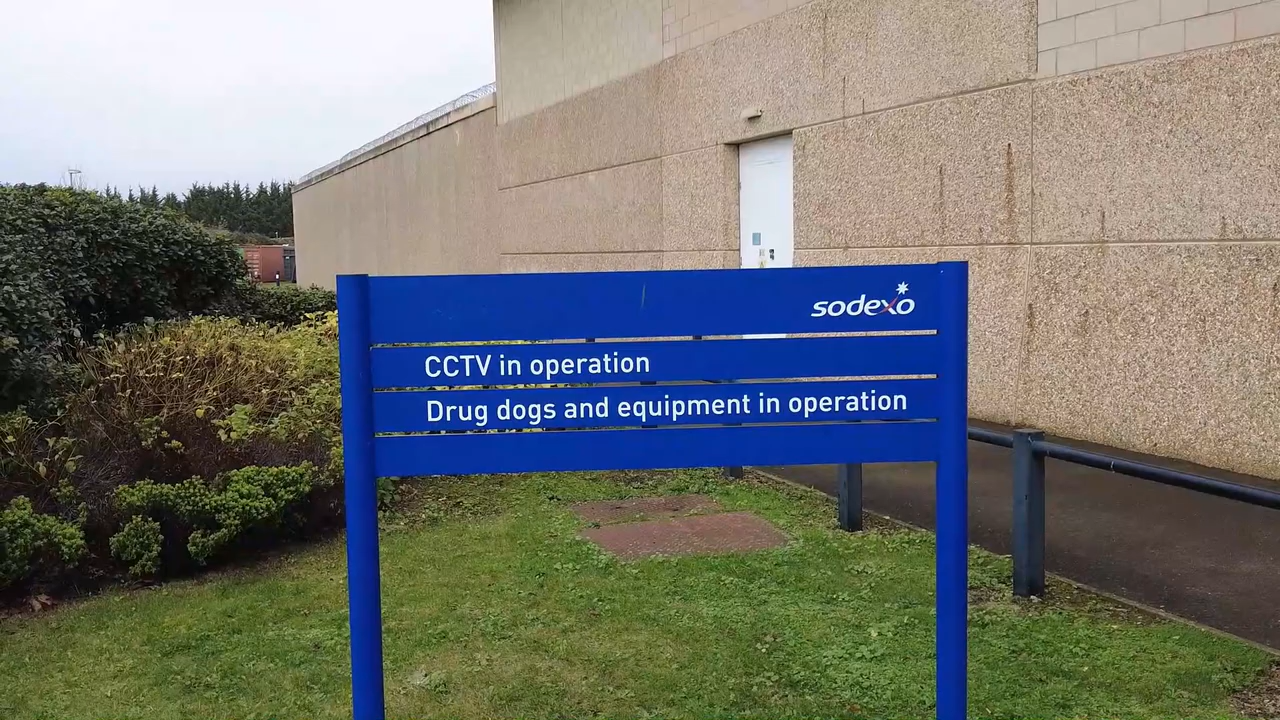 sodexo
CCTV in operation
Drug dogs and equipment in operation